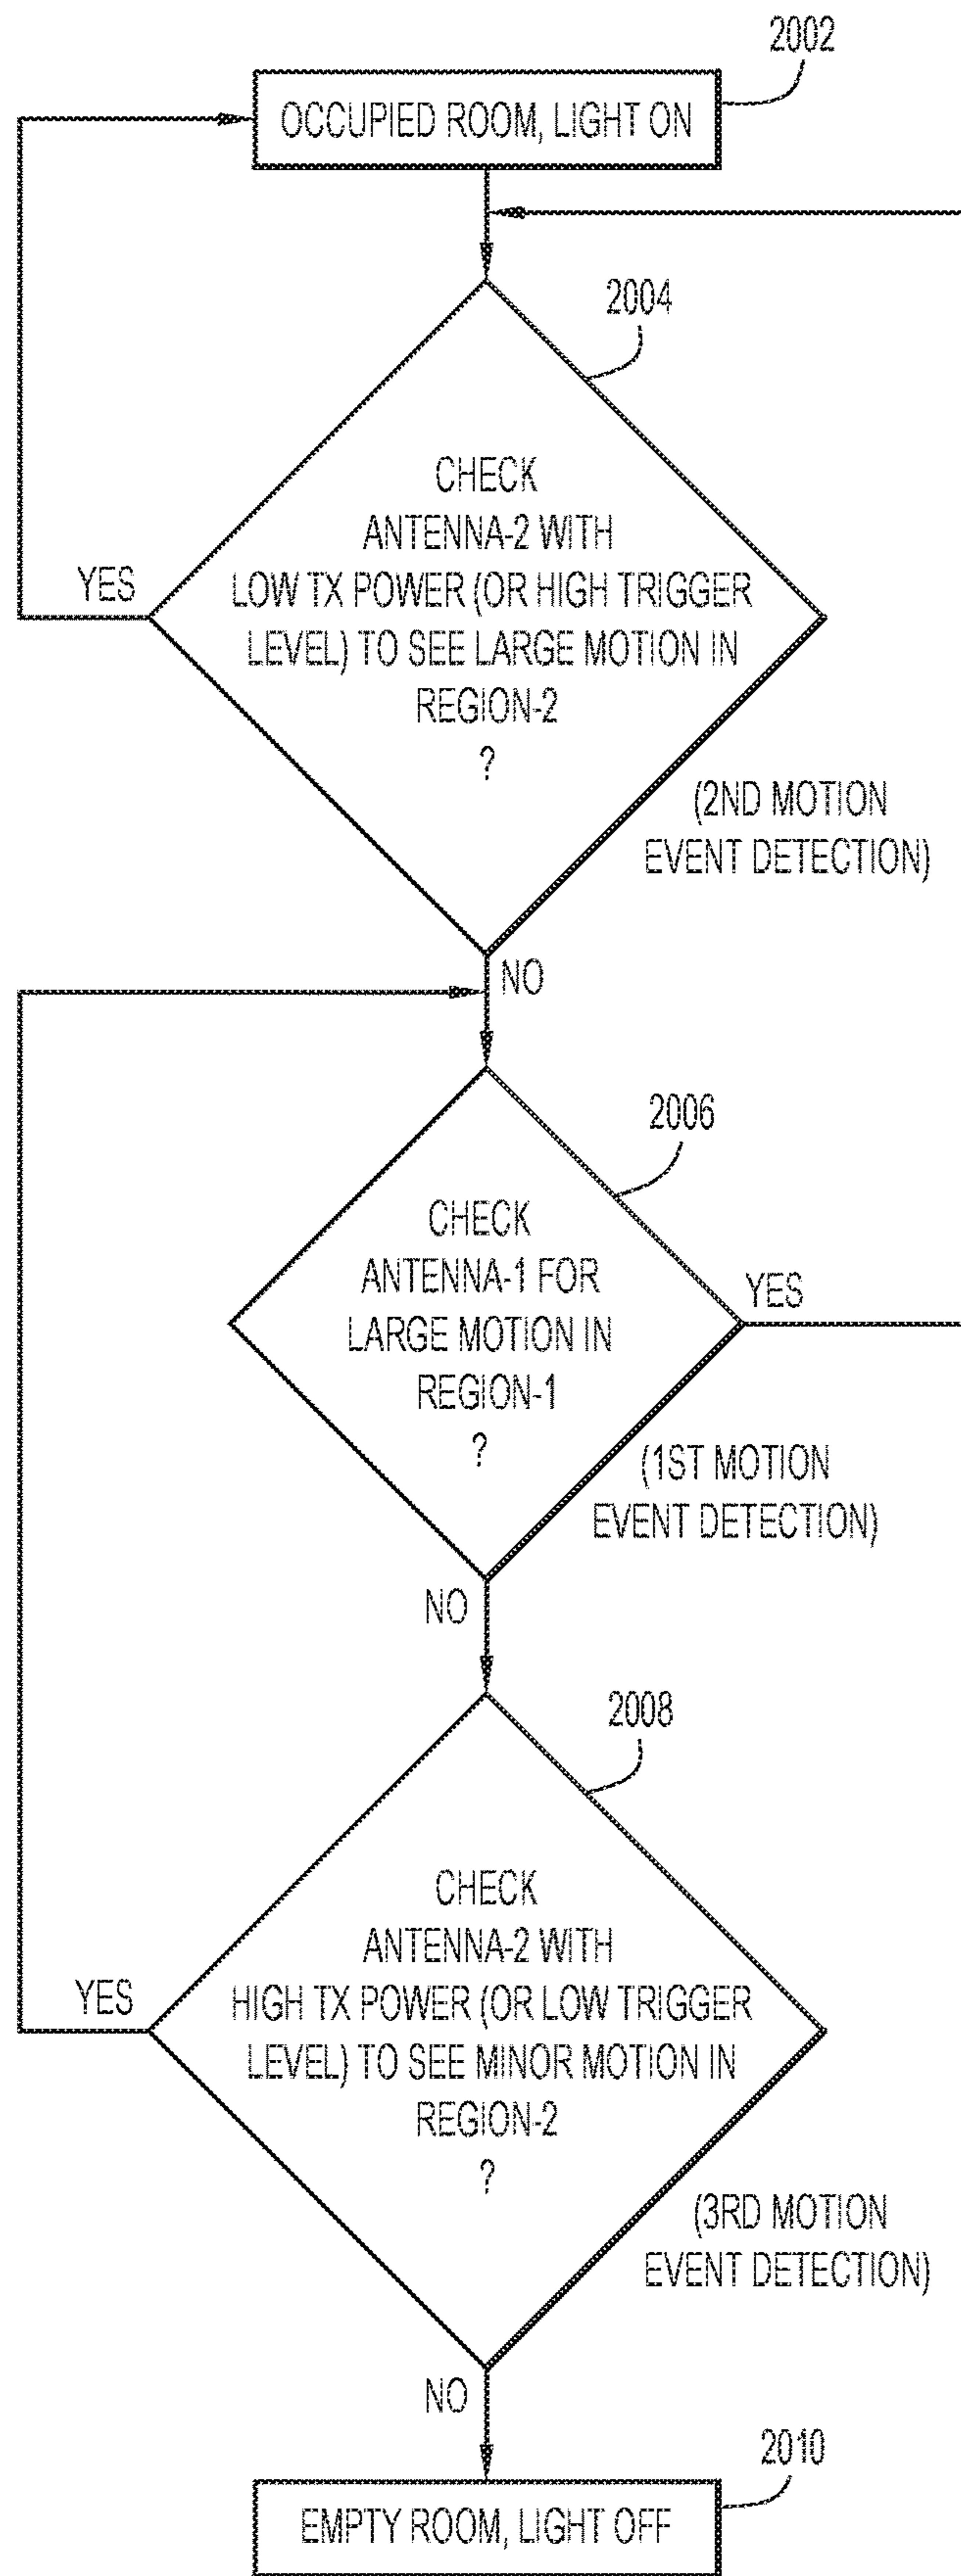 2002
OCCUPIED ROOM, LIGHT ON
2004
CHECK
ANTENNA-2 WITH
LOW TX POWER (OR HIGH TRIGGER
LEVEL) TO SEE LARGE MOTION IN
REGION-2
?
YES
(2ND MOTION
EVENT DETECTION)
NO
2006
CHECK
ANTENNA-1 FOR
LARGE MOTION IN
REGION-1
?
YES
(1ST MOTION
EVENT DETECTION)
NO
2008
CHECK
ANTENNA-2 WITH
HIGH TX POWER (OR LOW TRIGGER
LEVEL) TO SEE MINOR MOTION IN
REGION-2
?
YES
(3RD MOTION
EVENT DETECTION)
NO
2010
EMPTY ROOM, LIGHT OFF